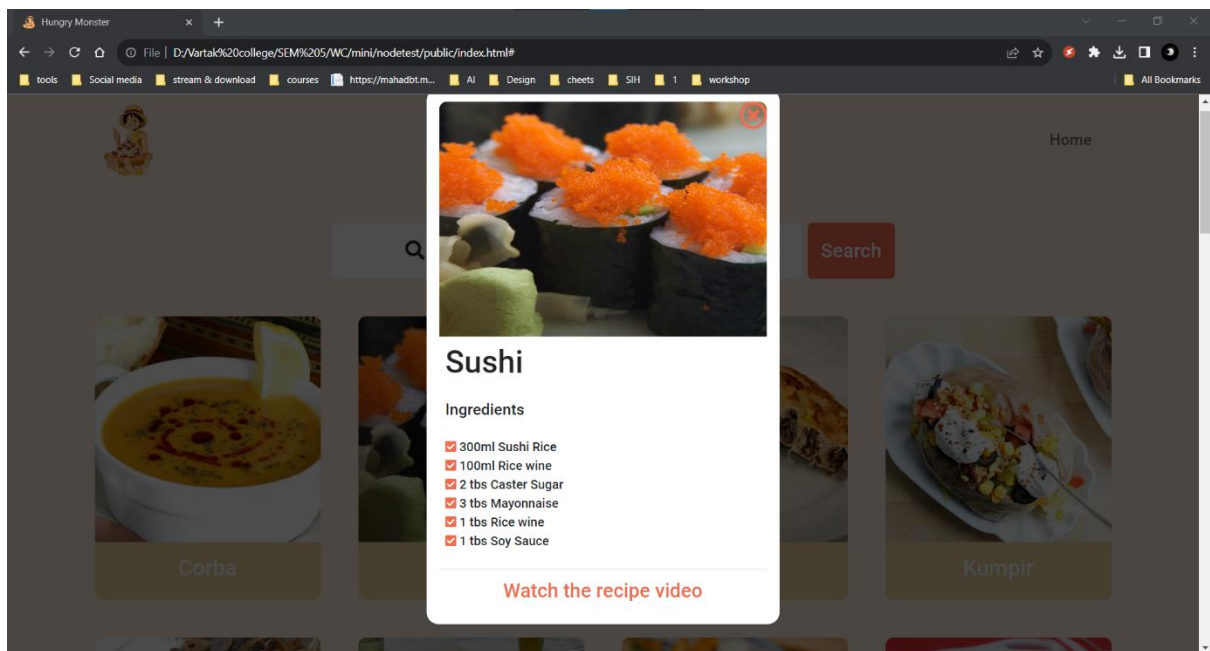 Hungry Monster
File | D:/Vartak%20college/SEM%205/WC/mini/nodetest/public/index.html#
tools Social media stream & download courses https://mahadbt.m... AI Design cheets SIH 1 workshop All Bookmarks
Home
Search
Sushi
Ingredients
300ml Sushi Rice
100ml Rice wine
2 tbs Caster Sugar
3 tbs Mayonnaise
1 tbs Rice wine
1 tbs Soy Sauce
Watch the recipe video
Corba
Kumpir